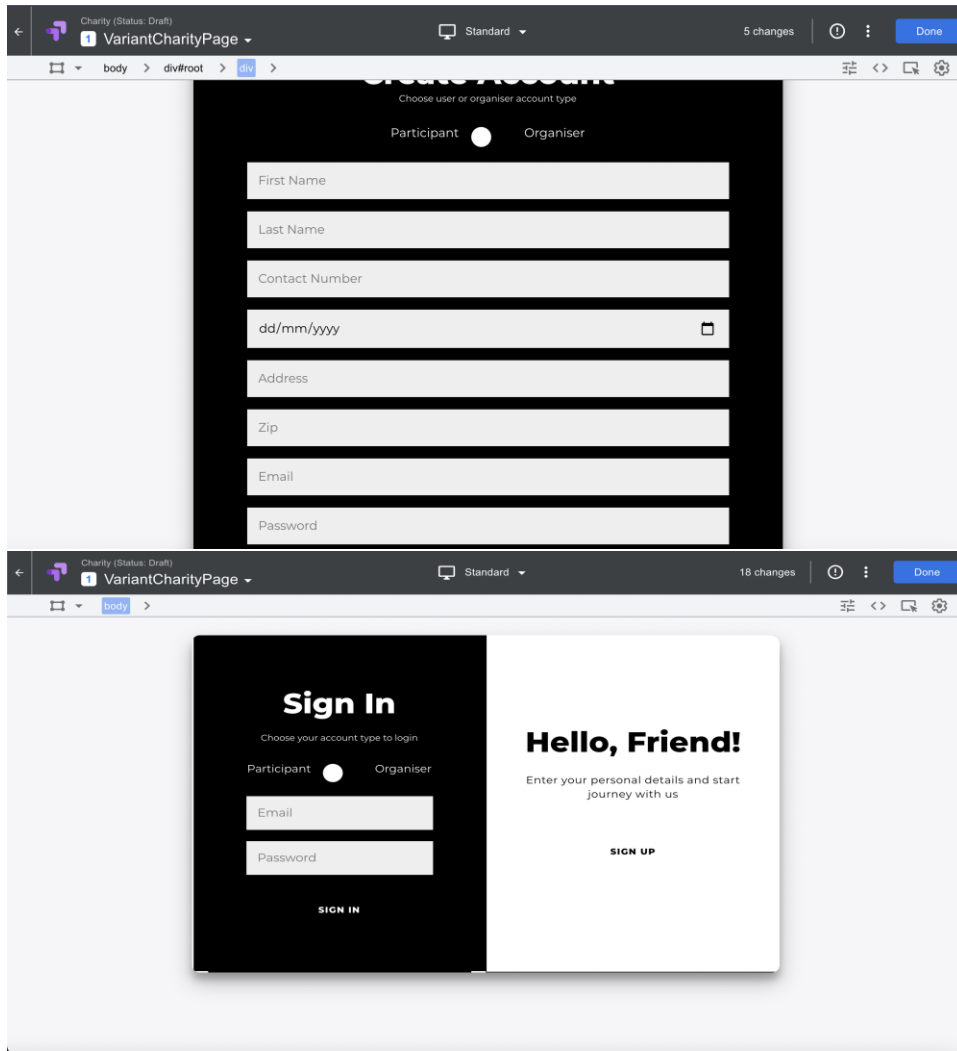 Charity (Status: Draft)
1 VariantCharityPage
Standard
5 changes
Done
body > div#root > div >
Create Account
Choose user or organiser account type
Participant Organiser
First Name
Last Name
Contact Number
dd/mm/yyyy
Address
Zip
Email
Password
Charity (Status: Draft)
1 VariantCharityPage
Standard
18 changes
Done
body >
Sign In
Choose your account type to login
Participant Organiser
Email
Password
SIGN IN
Hello, Friend!
Enter your personal details and start
journey with us
SIGN UP